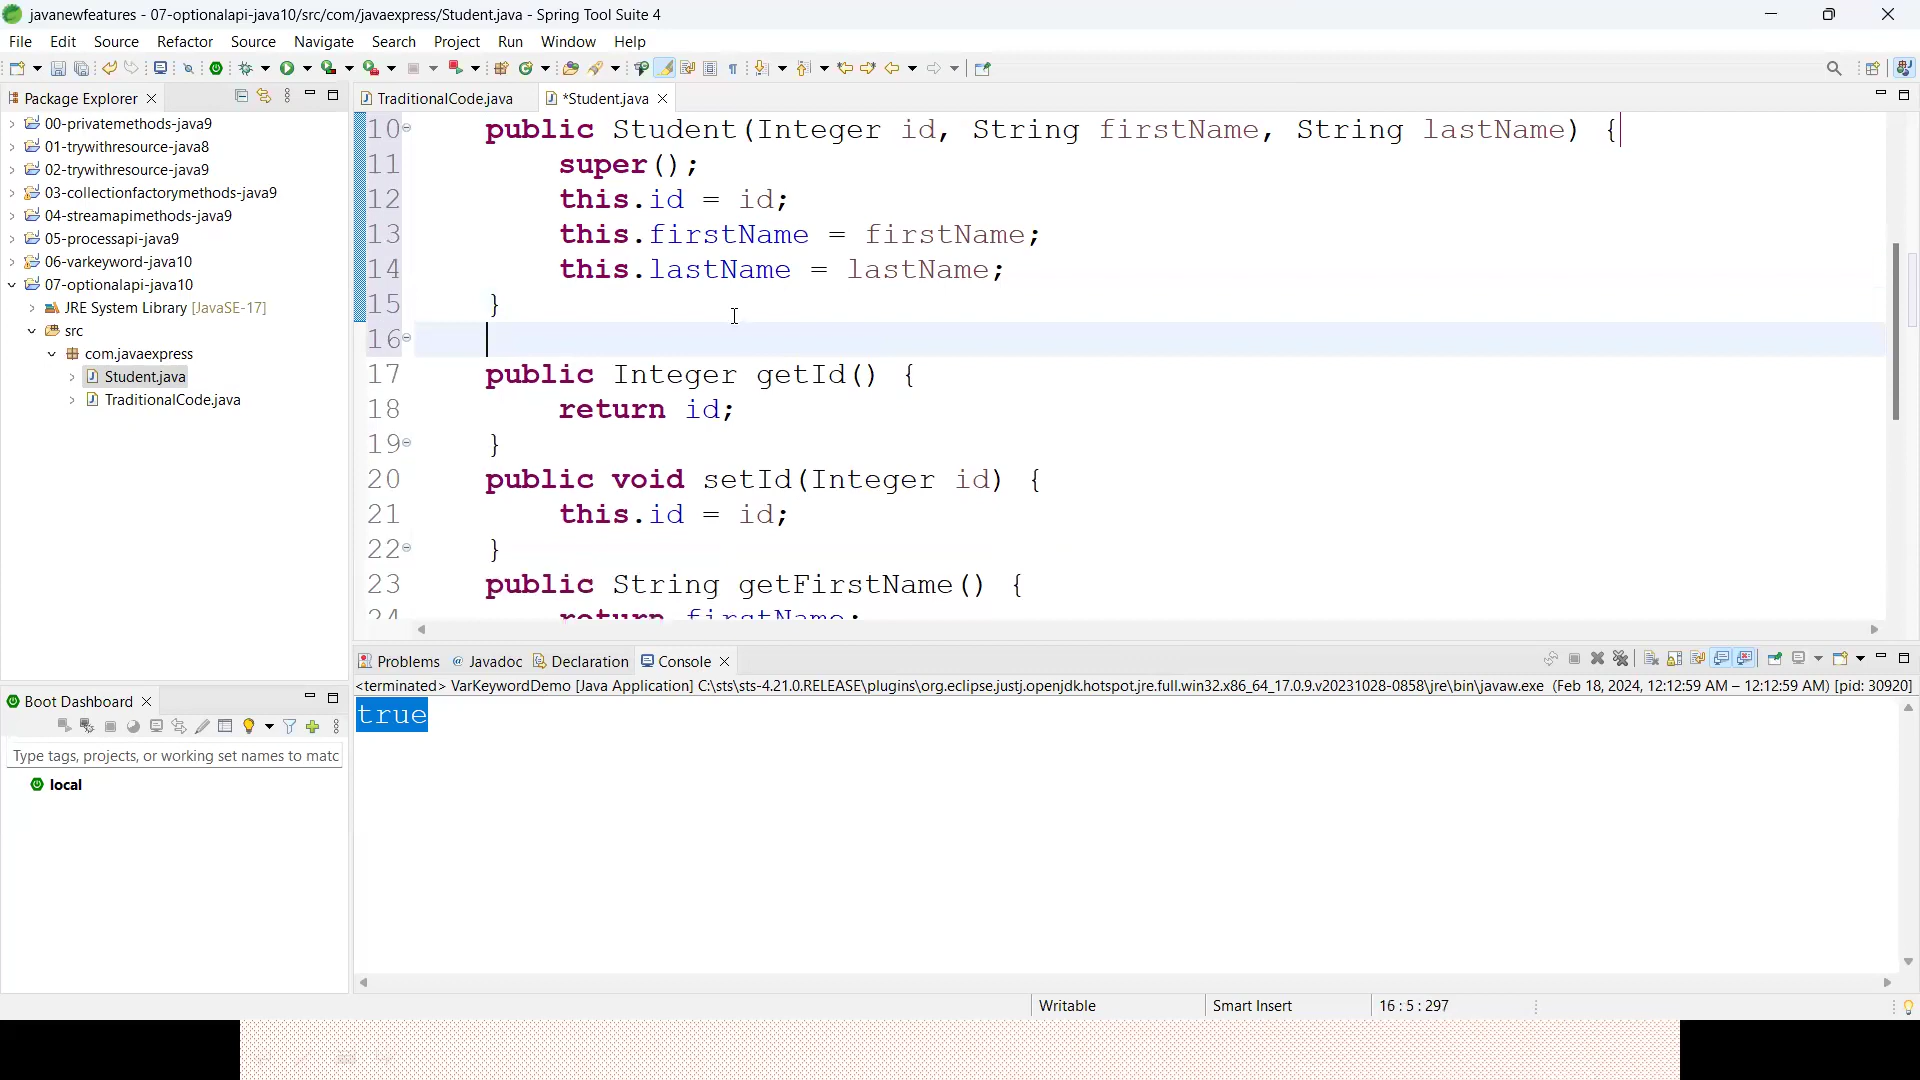 javanewfeatures - 07-optionalapi-java10/src/com/javaexpress/Student.java - Spring Tool Suite 4
File Edit Source Refactor Source Navigate Search Project Run Window Help
Package Explorer
00-privatemethods-java9
01-trywithresource-java8
02-trywithresource-java9
03-collectionfactorymethods-java9
04-streamapimethods-java9
05-processapi-java9
06-varkeyword-java10
07-optionalapi-java10
JRE System Library [JavaSE-17]
src
com.javaexpress
Student.java
TraditionalCode.java
TraditionalCode.java *Student.java
10 public Student(Integer id, String firstName, String lastName) {
11 super();
12 this.id = id;
13 this.firstName = firstName;
14 this.lastName = lastName;
15 }
16
17 public Integer getId() {
18 return id;
19 }
20 public void setId(Integer id) {
21 this.id = id;
22 }
23 public String getFirstName() {
24 return firstName;
Boot Dashboard
Type tags, projects, or working set names to matc
local
Problems @ Javadoc Declaration Console
<terminated> VarKeywordDemo [Java Application] C:\sts\sts-4.21.0.RELEASE\plugins\org.eclipse.justj.openjdk.hotspot.jre.full.win32.x86_64_17.0.9.v20231028-0858\jre\bin\javaw.exe (Feb 18, 2024, 12:12:59 AM – 12:12:59 AM) [pid: 30920]
true
Writable Smart Insert 16 : 5 : 297